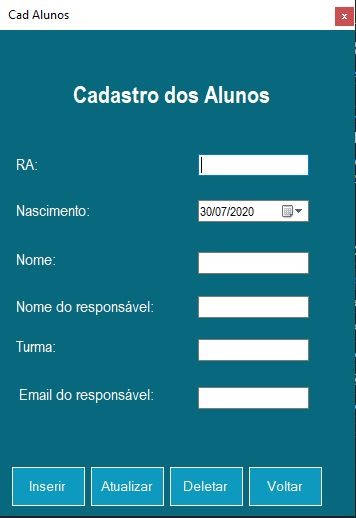 Cad Alunos x
Cadastro dos Alunos
RA:
Nascimento: 30/07/2020
Nome:
Nome do responsável:
Turma:
Email do responsável:
Inserir Atualizar Deletar Voltar